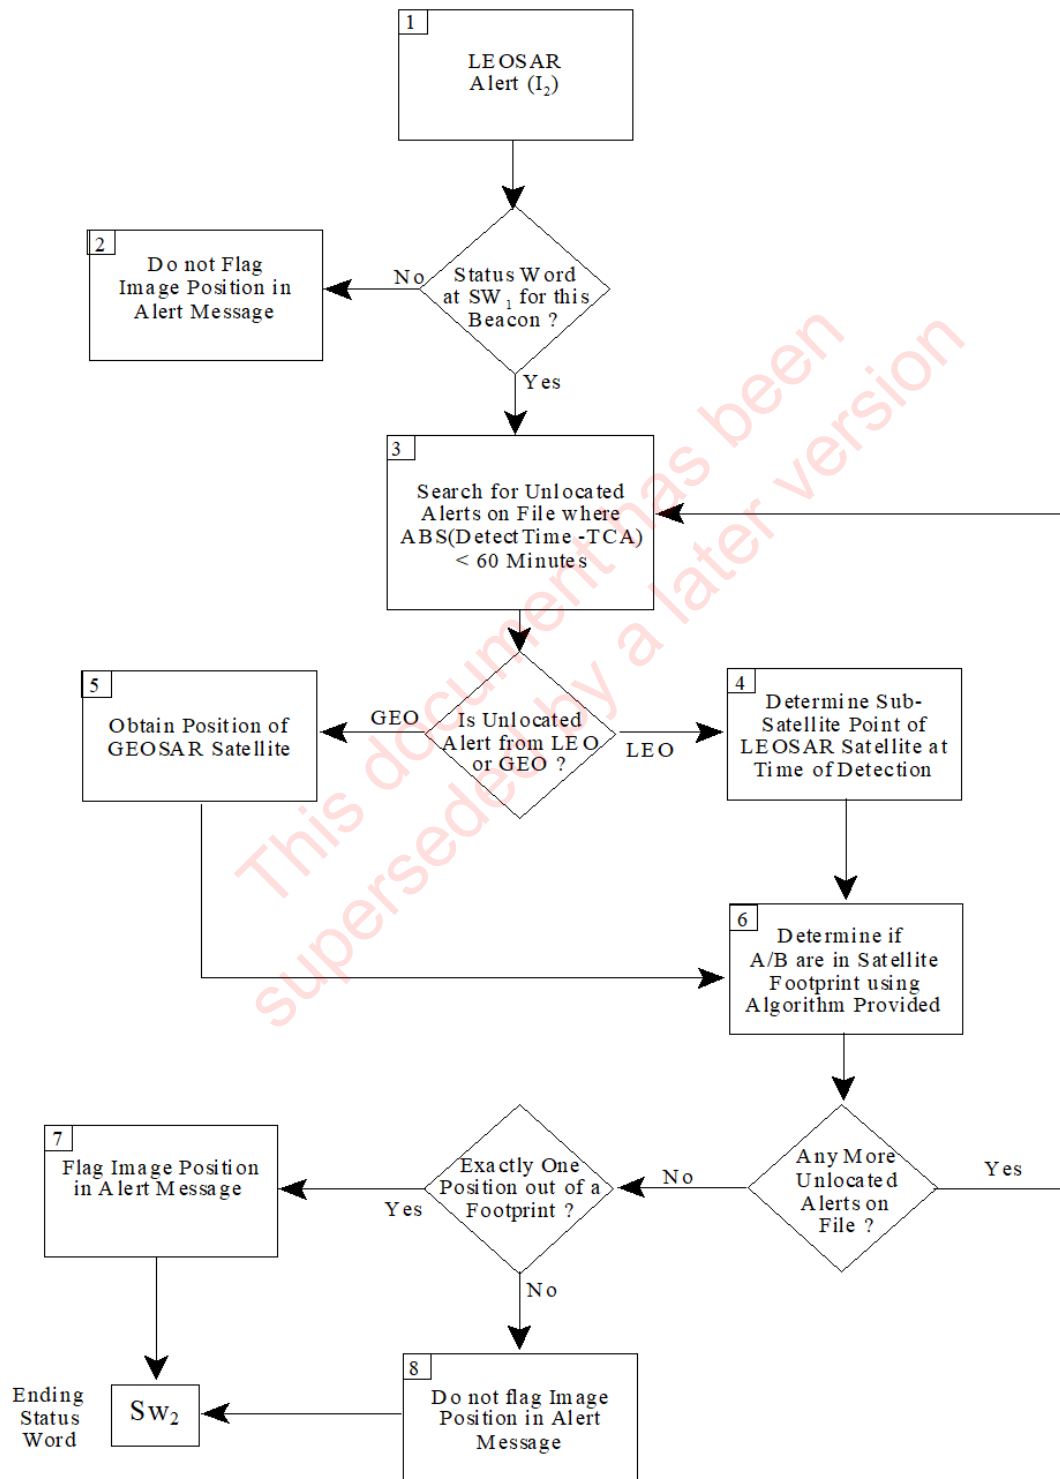 1
LEOSAR
Alert (I2)
2
Do not Flag
Image Position in
Alert Message
No
Status Word
at SW1 for this
Beacon ?
Yes
3
Search for Unlocated
Alerts on File where
ABS(DetectTime -TCA)
< 60 Minutes
5
Obtain Position of
GEOSAR Satellite
GEO
Is Unlocated
Alert from LEO
or GEO ?
LEO
4
Determine Sub-
Satellite Point of
LEOSAR Satellite at
Time of Detection
6
Determine if
A/B are in Satellite
Footprint using
Algorithm Provided
7
Flag Image Position
in Alert Message
Yes
Exactly One
Position out of a
Footprint ?
No
Any More
Unlocated
Alerts on
File ?
Yes
No
8
Do not flag Image
Position in Alert
Message
Ending
Status
Word
Sw2
This document has been
superseded by a later version